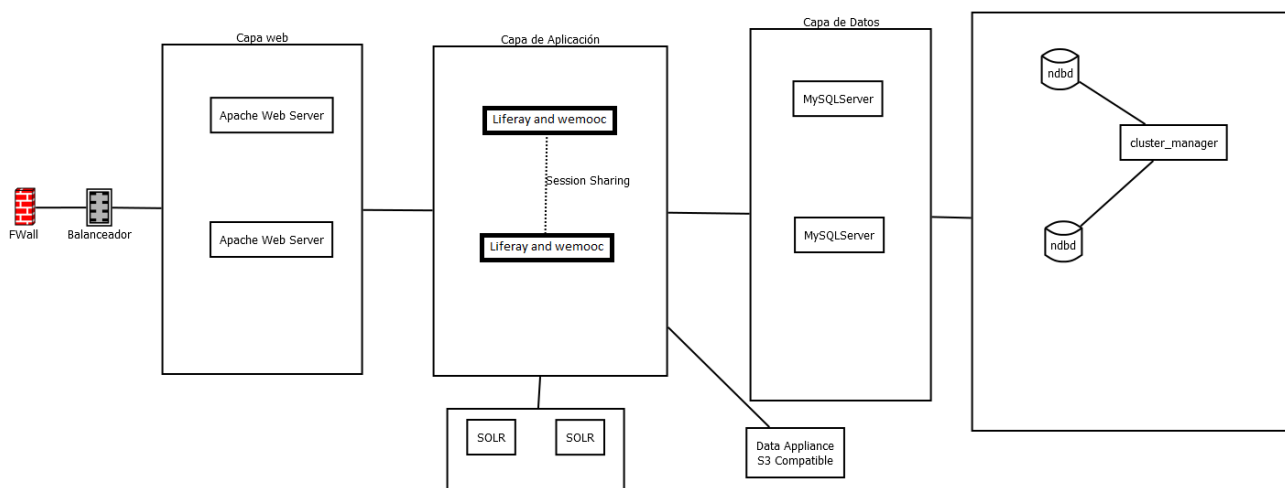 Capa web
Capa de Aplicación
Capa de Datos
Apache Web Server
Apache Web Server
Liferay and wemooc
Session Sharing
Liferay and wemooc
MySQLServer
MySQLServer
ndbd
cluster_manager
ndbd
FWall
Balanceador
SOLR
SOLR
Data Appliance
S3 Compatible